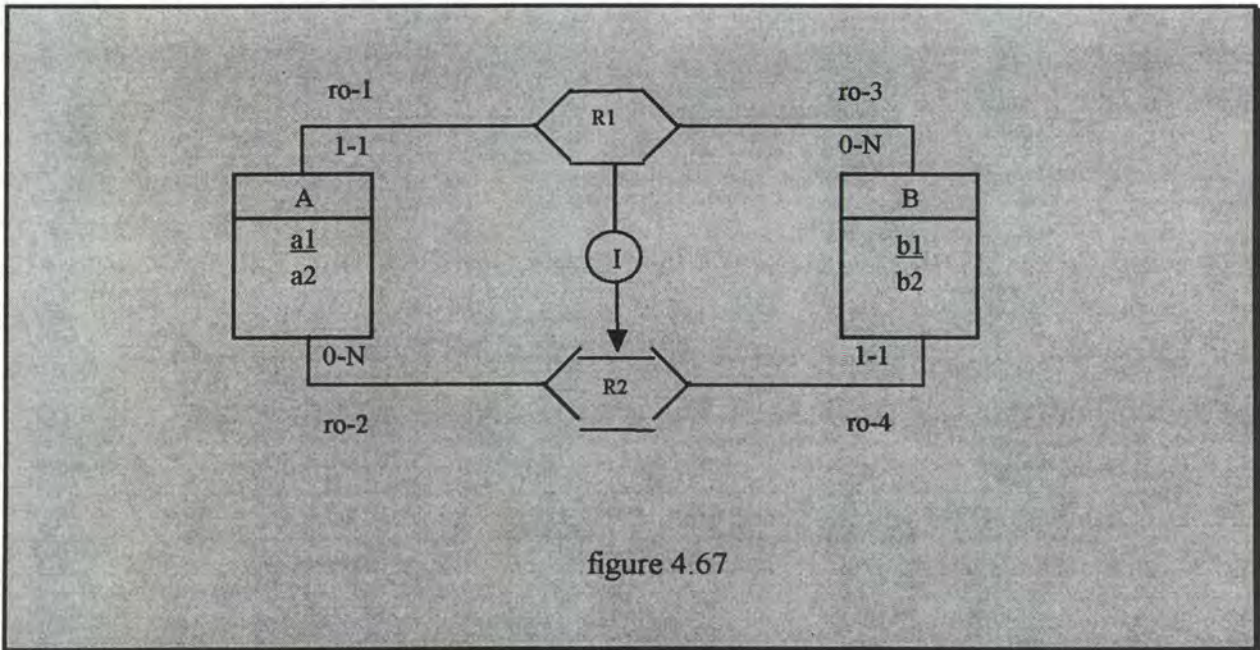 ro-1
R1
ro-3
1-1
0-N
A
B
a1
a2
I
b1
b2
0-N
1-1
R2
ro-2
ro-4
figure 4.67